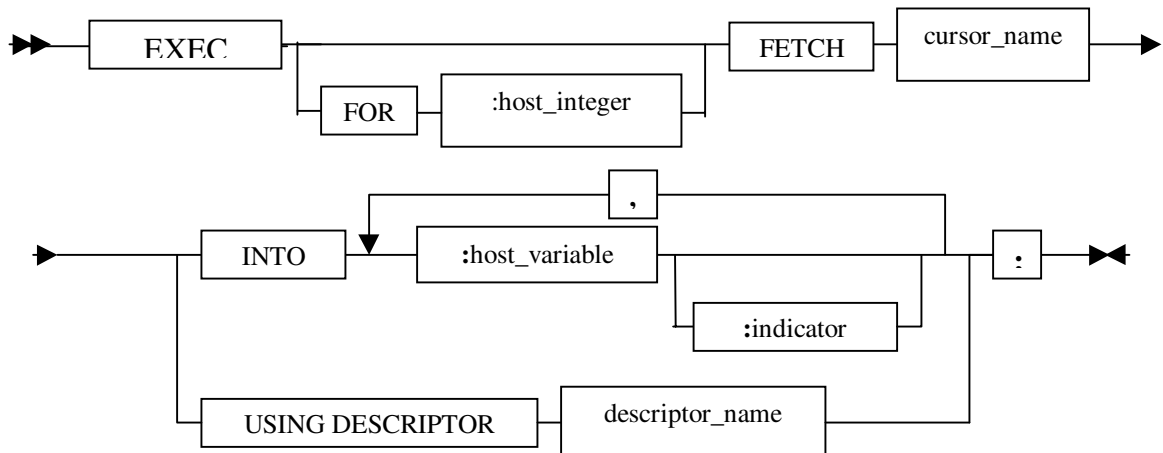 EXEC
FETCH
cursor_name
FOR
:host_integer
,
INTO
:host_variable
:
:indicator
USING DESCRIPTOR
descriptor_name